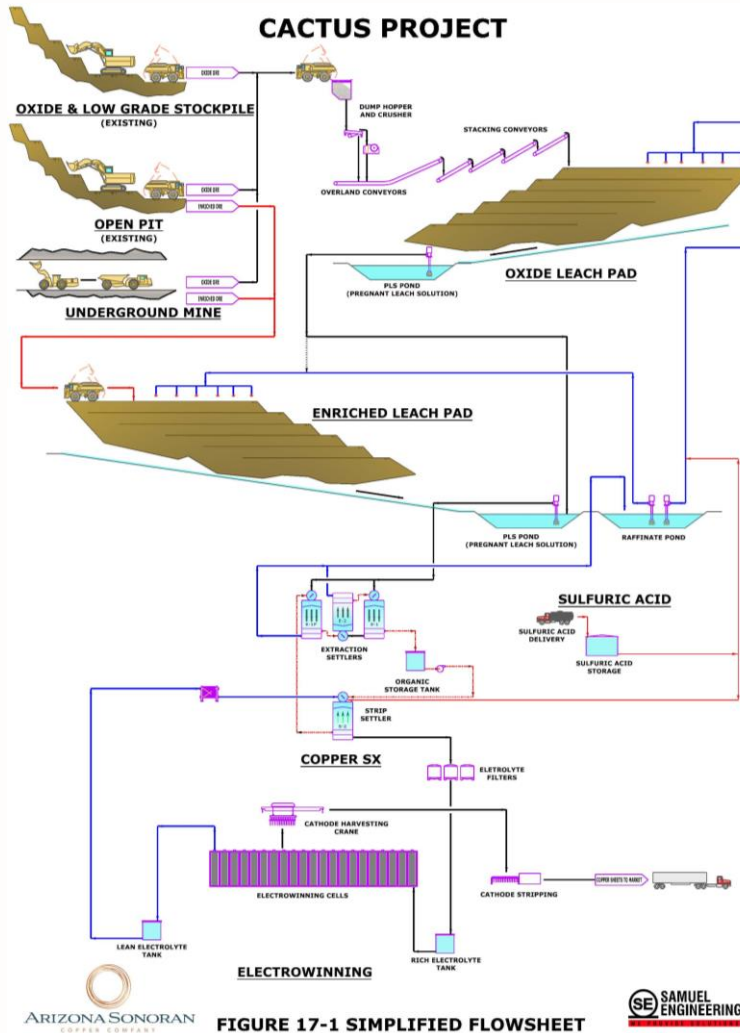 CACTUS PROJECT
OXIDE ORE
OXIDE & LOW GRADE STOCKPILE
(EXISTING)
DUMP HOPPER
AND CRUSHER
STACKING CONVEYORS
OVERLAND CONVEYORS
OXIDE ORE
ENRICHED ORE
OPEN PIT
(EXISTING)
OXIDE ORE
ENRICHED ORE
UNDERGROUND MINE
PLS POND
(PREGNANT LEACH SOLUTION)
OXIDE LEACH PAD
ENRICHED LEACH PAD
PLS POND
(PREGNANT LEACH SOLUTION)
RAFFINATE POND
SULFURIC ACID
SULFURIC ACID
DELIVERY
SULFURIC ACID
STORAGE
EXTRACTION
SETTLERS
ORGANIC
STORAGE TANK
STRIP
SETTLER
COPPER SX
ELETROLYTE
FILTERS
CATHODE HARVESTING
CRANE
ELECTROWINNING CELLS
CATHODE STRIPPING
COPPER SHEETS TO MARKET
LEAN ELECTROLYTE
TANK
RICH ELECTROLYTE
TANK
ELECTROWINNING
ARIZONA SONORAN
COPPER COMPANY
FIGURE 17-1 SIMPLIFIED FLOWSHEET
SE SAMUEL
ENGINEERING